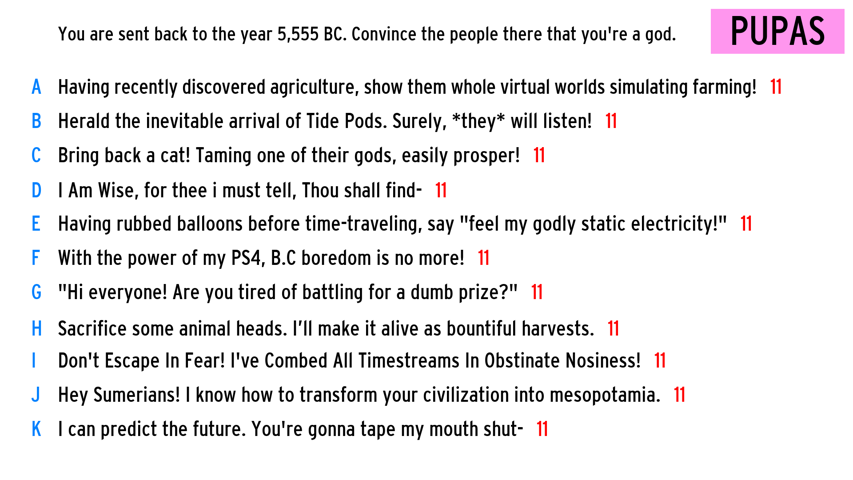 You are sent back to the year 5,555 BC. Convince the people there that you're a god.
PUPAS
A Having recently discovered agriculture, show them whole virtual worlds simulating farming! 11
B Herald the inevitable arrival of Tide Pods. Surely, *they* will listen! 11
C Bring back a cat! Taming one of their gods, easily prosper! 11
D I Am Wise, for thee i must tell, Thou shall find- 11
E Having rubbed balloons before time-traveling, say "feel my godly static electricity!" 11
F With the power of my PS4, B.C boredom is no more! 11
G "Hi everyone! Are you tired of battling for a dumb prize?" 11
H Sacrifice some animal heads. I’ll make it alive as bountiful harvests. 11
I Don't Escape In Fear! I've Combed All Timestreams In Obstinate Nosiness! 11
J Hey Sumerians! I know how to transform your civilization into mesopotamia. 11
K I can predict the future. You're gonna tape my mouth shut- 11